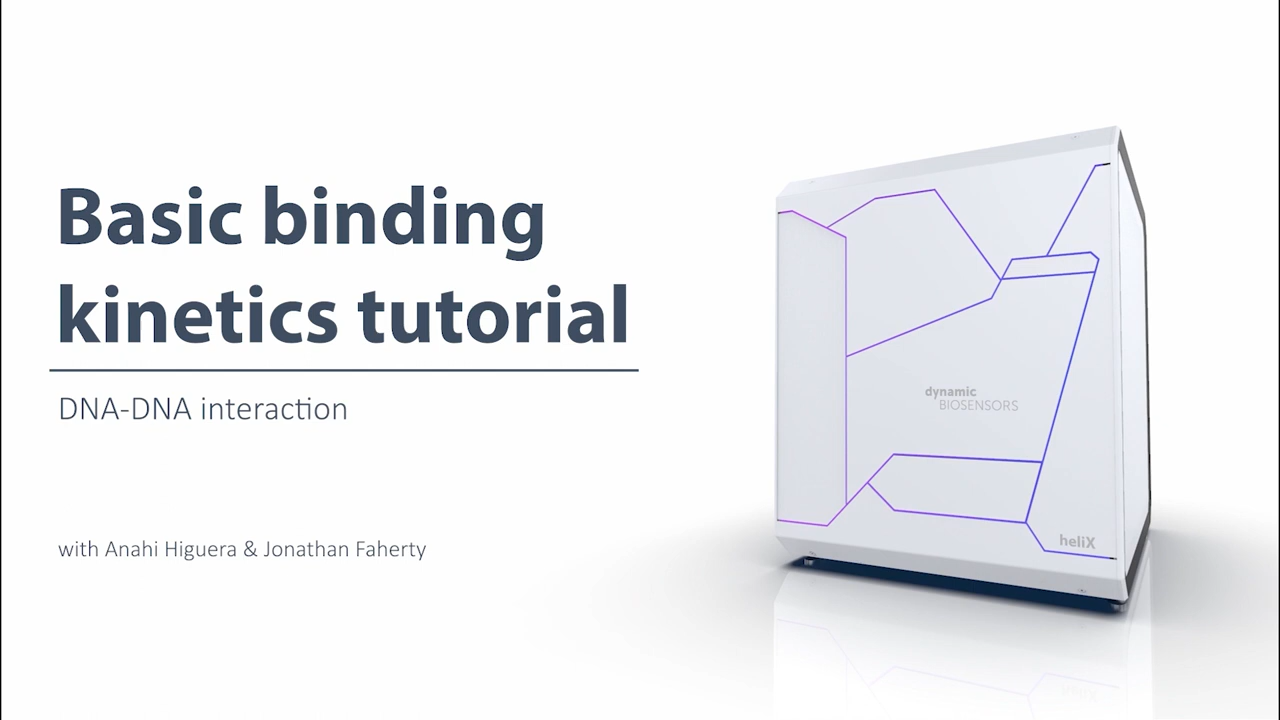 Basic binding
kinetics tutorial
DNA-DNA interaction
with Anahi Higuera & Jonathan Faherty
dynamic
BIOSENSORS
heliX